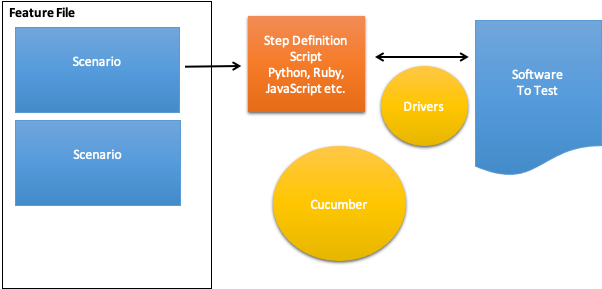 Feature File
Scenario
Scenario
Step Definition
Script
Python, Ruby,
JavaScript etc.
Drivers
Software
To Test
Cucumber